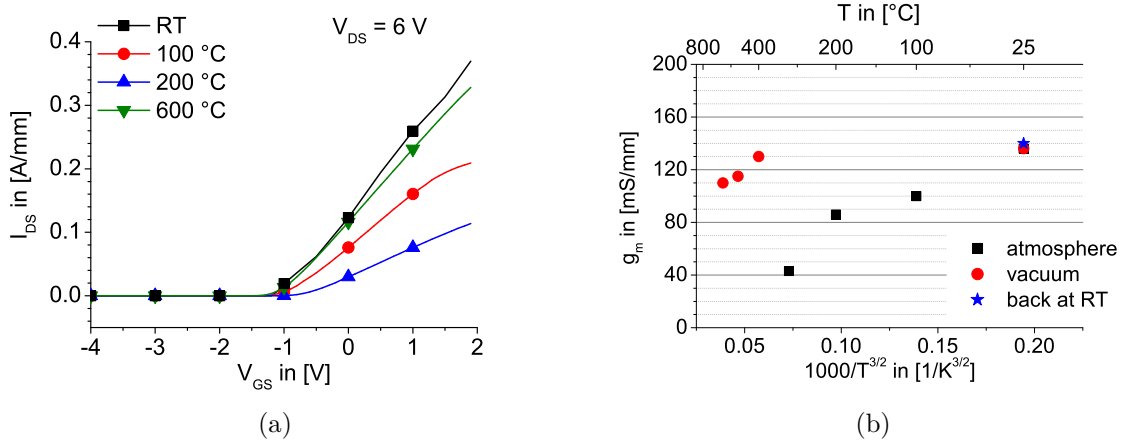 RT
100 °C
200 °C
600 °C
V_DS = 6 V
0.4
0.3
0.2
0.1
0.0
I_DS in [A/mm]
-4 -3 -2 -1 0 1 2
V_GS in [V]
(a)
T in [°C]
800 400 200 100 25
200
160
120
80
40
0
g_m in [mS/mm]
atmosphere
vacuum
back at RT
0.05 0.10 0.15 0.20
1000/T^3/2 in [1/K^3/2]
(b)